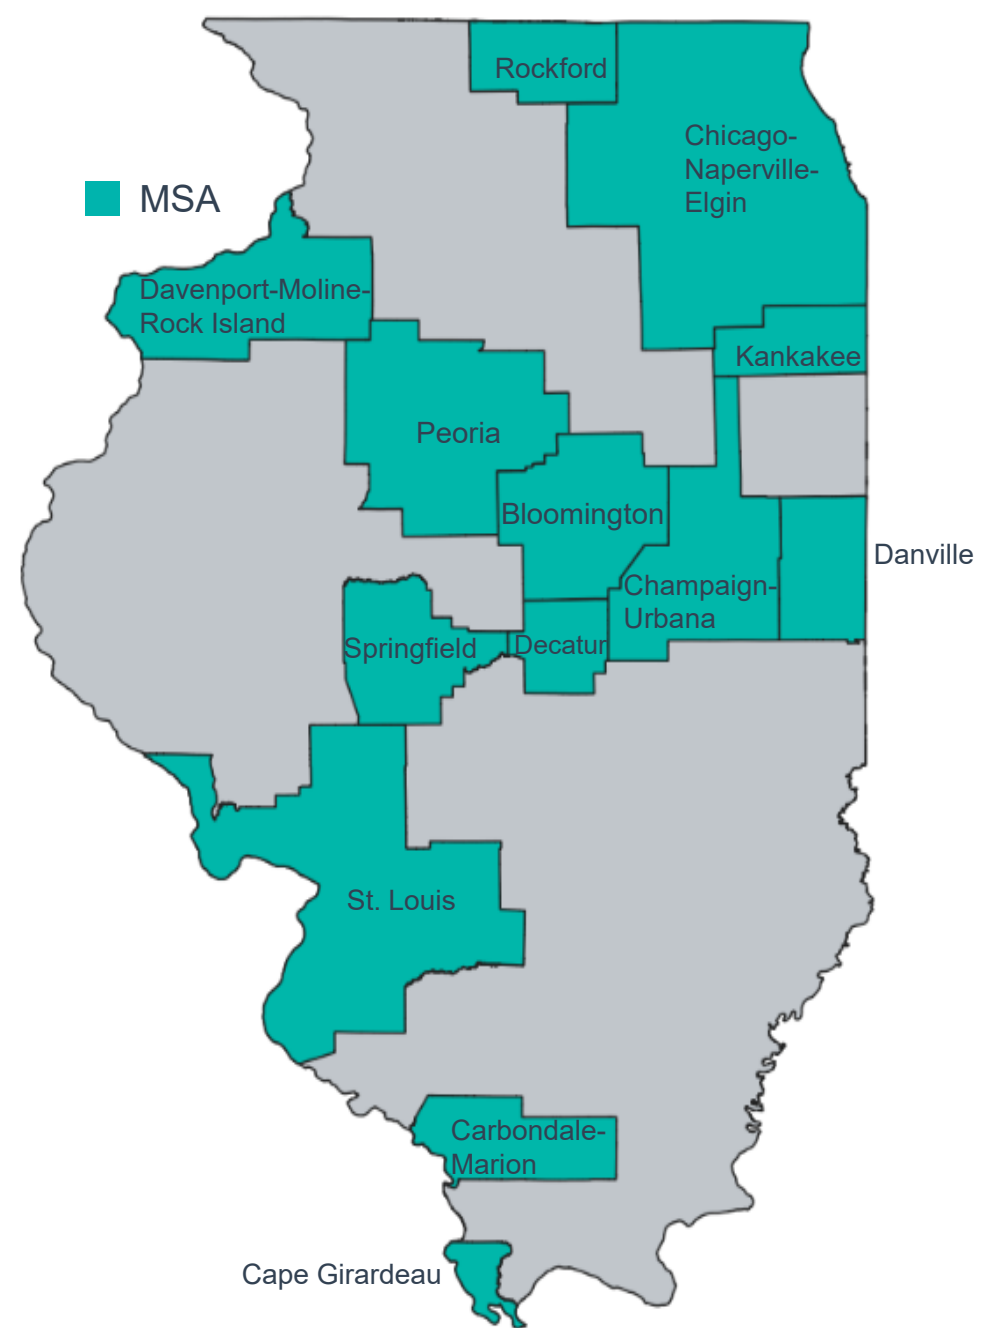 Rockford
Chicago-
Naperville-
Elgin
MSA
Davenport-Moline-
Rock Island
Kankakee
Peoria
Bloomington
Danville
Champaign-
Urbana
Springfield
Decatur
St. Louis
Carbondale-
Marion
Cape Girardeau